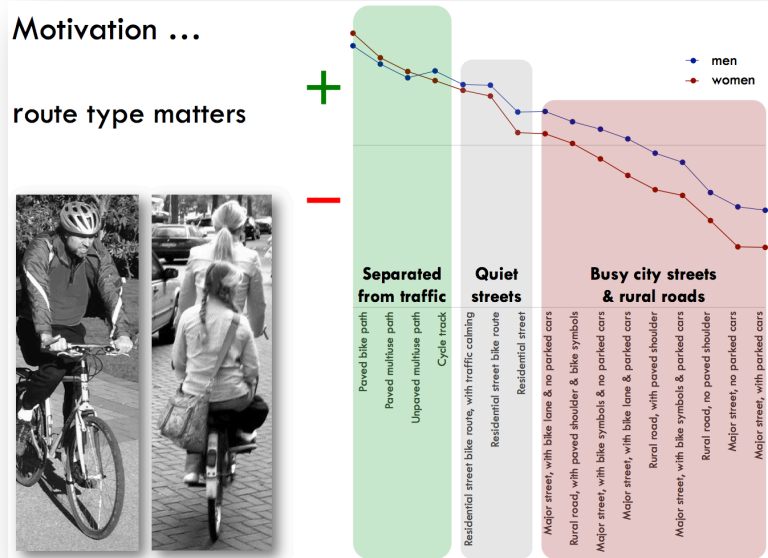 Motivation ...
route type matters
+
−
men
women
Separated
from traffic
Quiet
streets
Busy city streets
& rural roads
Paved bike path
Paved multiuse path
Unpaved multiuse path
Cycle track
Residential street bike route, with traffic calming
Residential street bike route
Residential street
Major street, with bike lane & no parked cars
Rural road, with paved shoulder & bike symbols
Major street, with bike symbols & no parked cars
Major street, with bike lane & parked cars
Rural road, with paved shoulder
Major street, with bike symbols & parked cars
Rural road, no paved shoulder
Major street, no parked cars
Major street, with parked cars